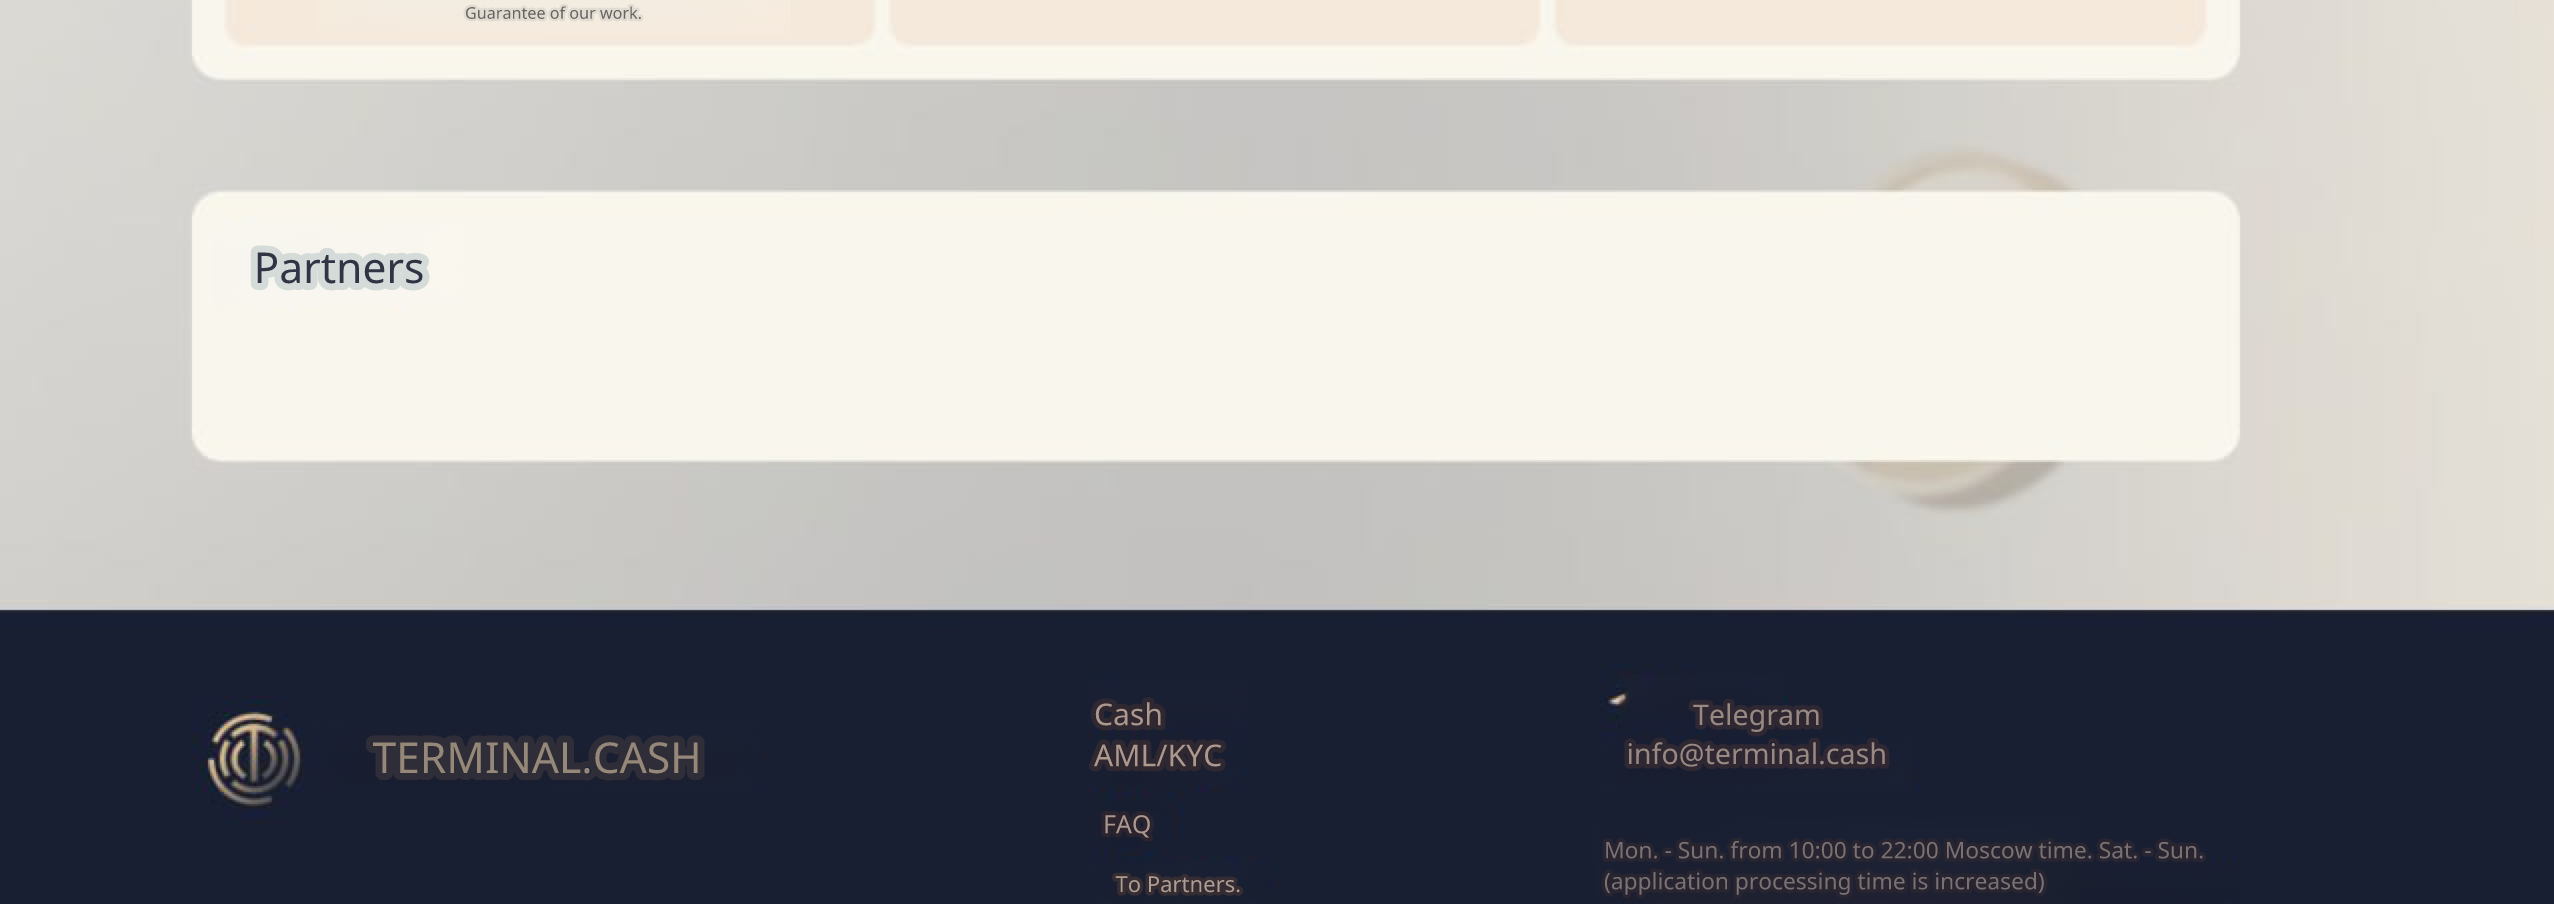 Guarantee of our work.
Partners
TERMINAL.CASH
Cash
AML/KYC
FAQ
To Partners.
Telegram
info@terminal.cash
Mon. - Sun. from 10:00 to 22:00 Moscow time. Sat. - Sun.
(application processing time is increased)